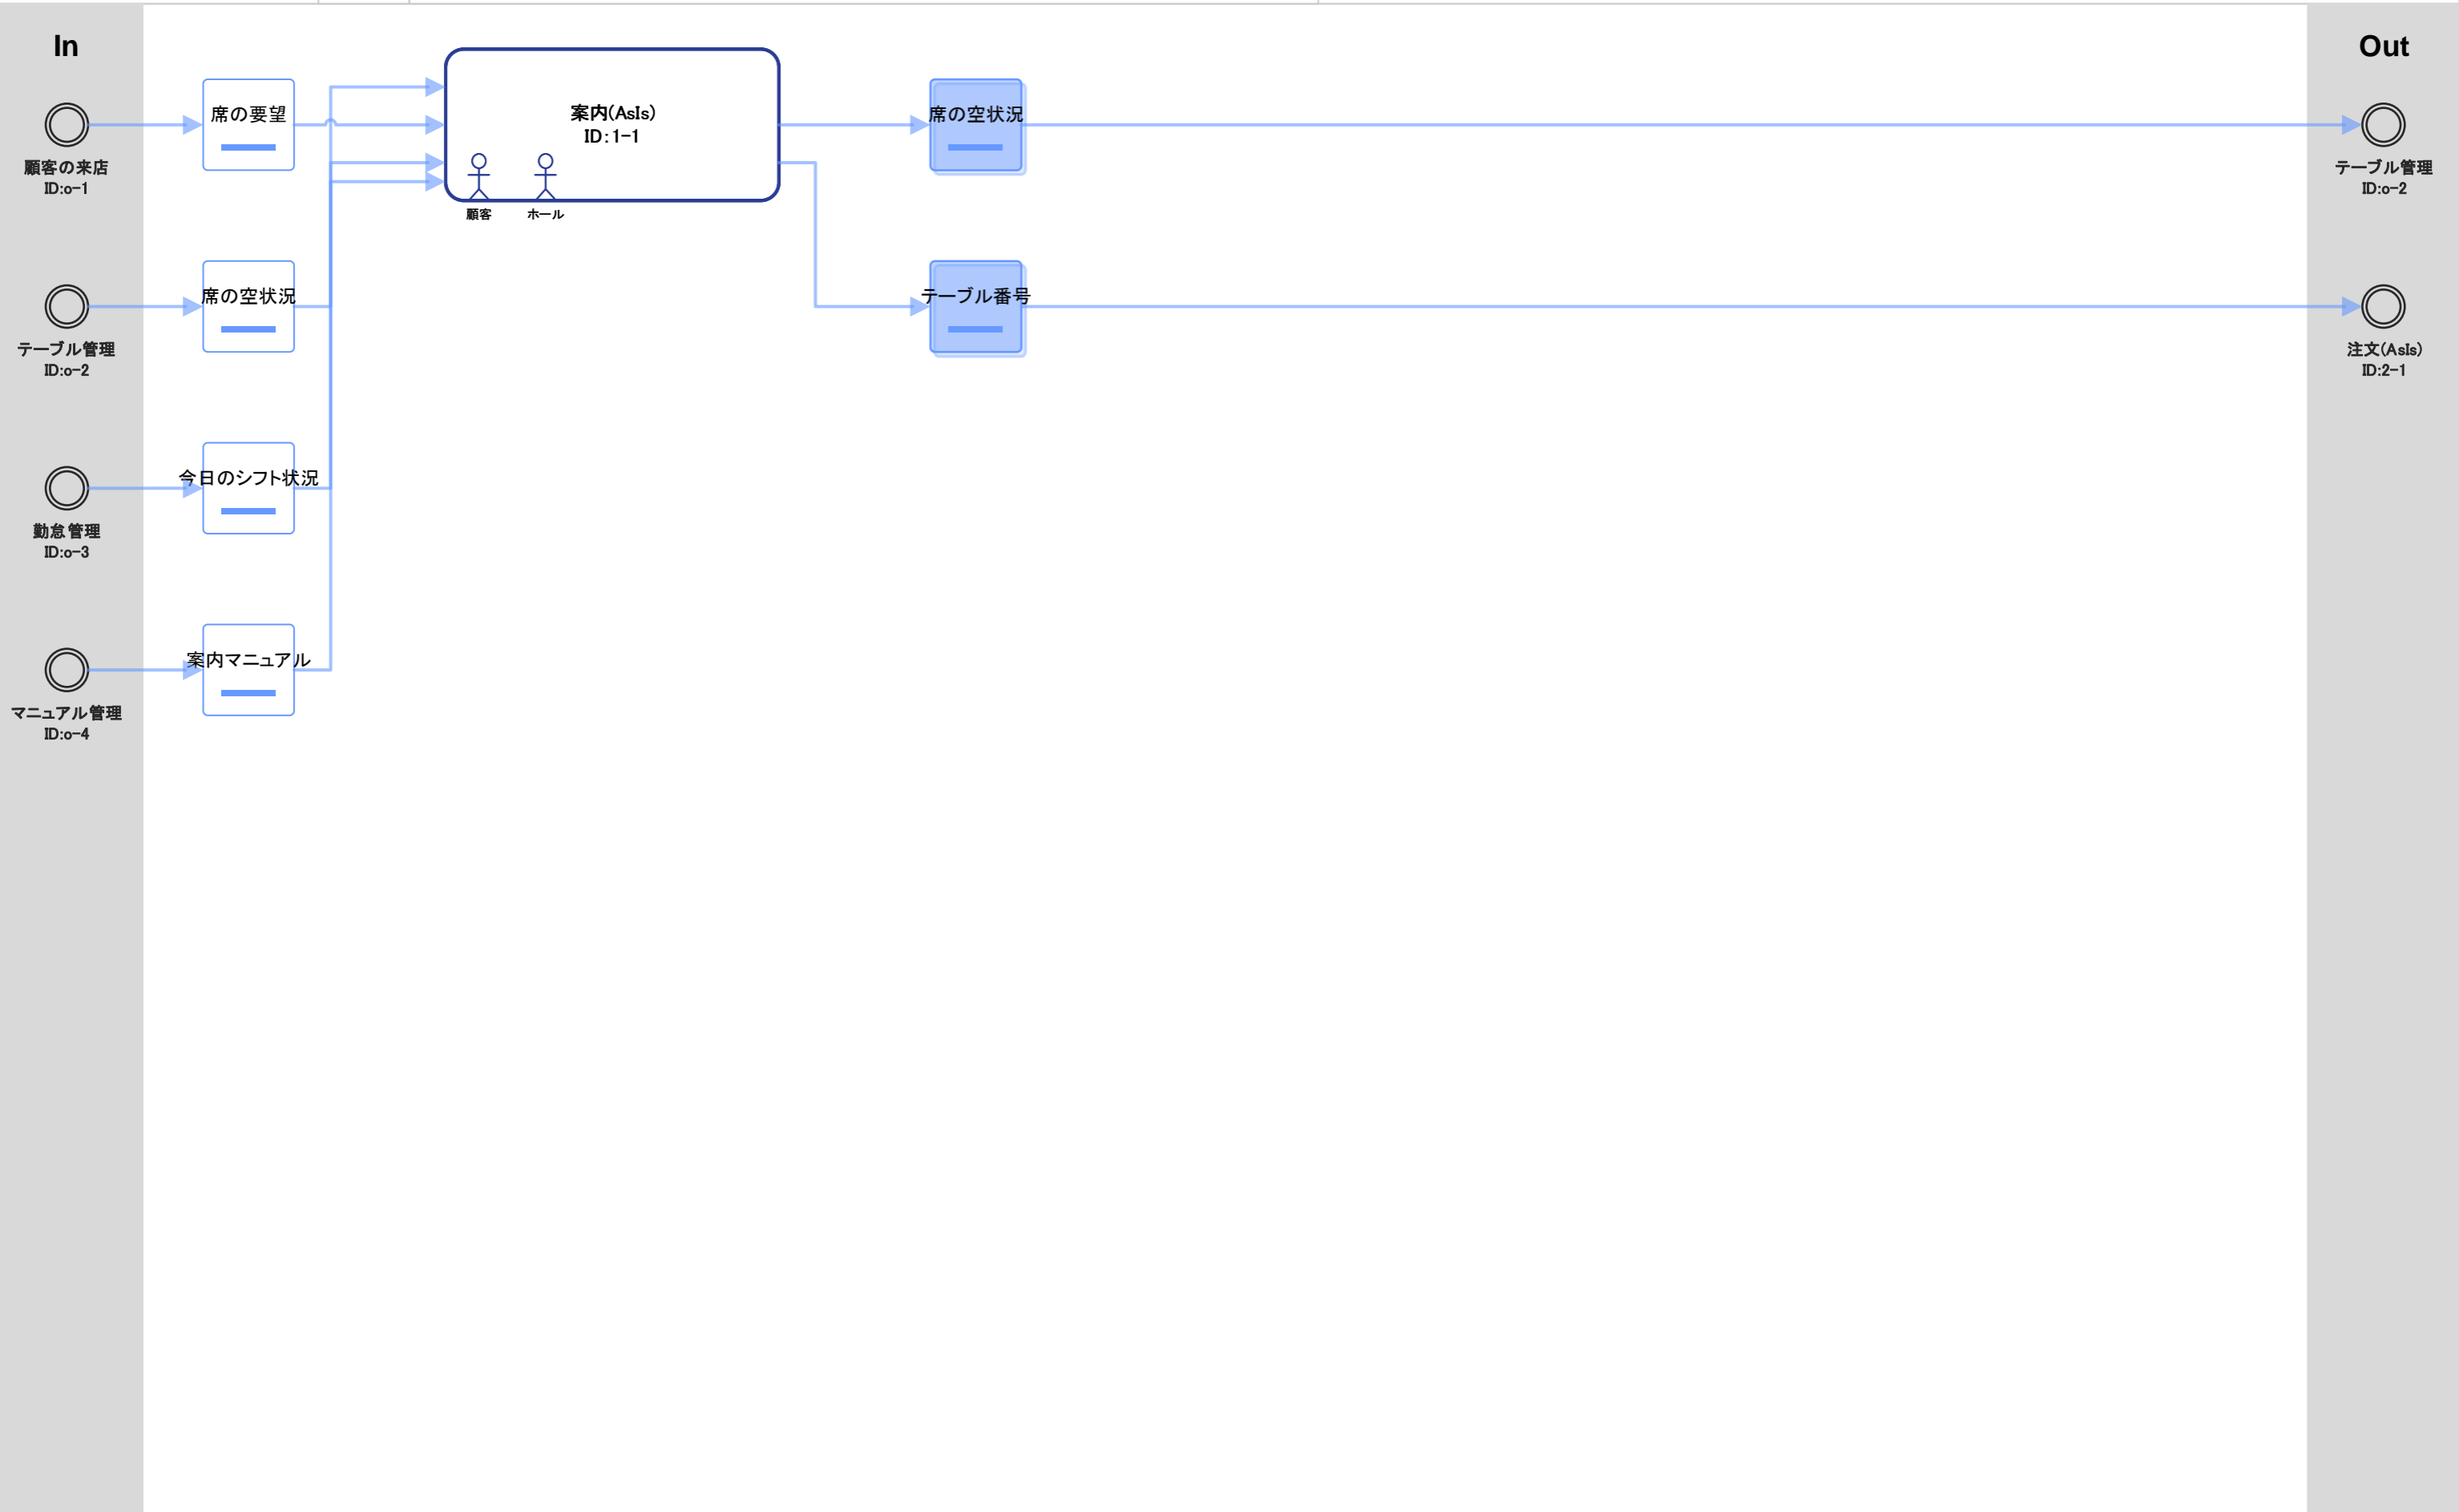 In
Out
席の要望
案内(AsIs)
ID：1-1
席の空状況
顧客の来店
ID:o-1
顧客
ホール
テーブル管理
ID:o-2
席の空状況
テーブル番号
テーブル管理
ID:o-2
注文(AsIs)
ID:2-1
今日のシフト状況
勤怠管理
ID:o-3
案内マニュアル
マニュアル管理
ID:o-4